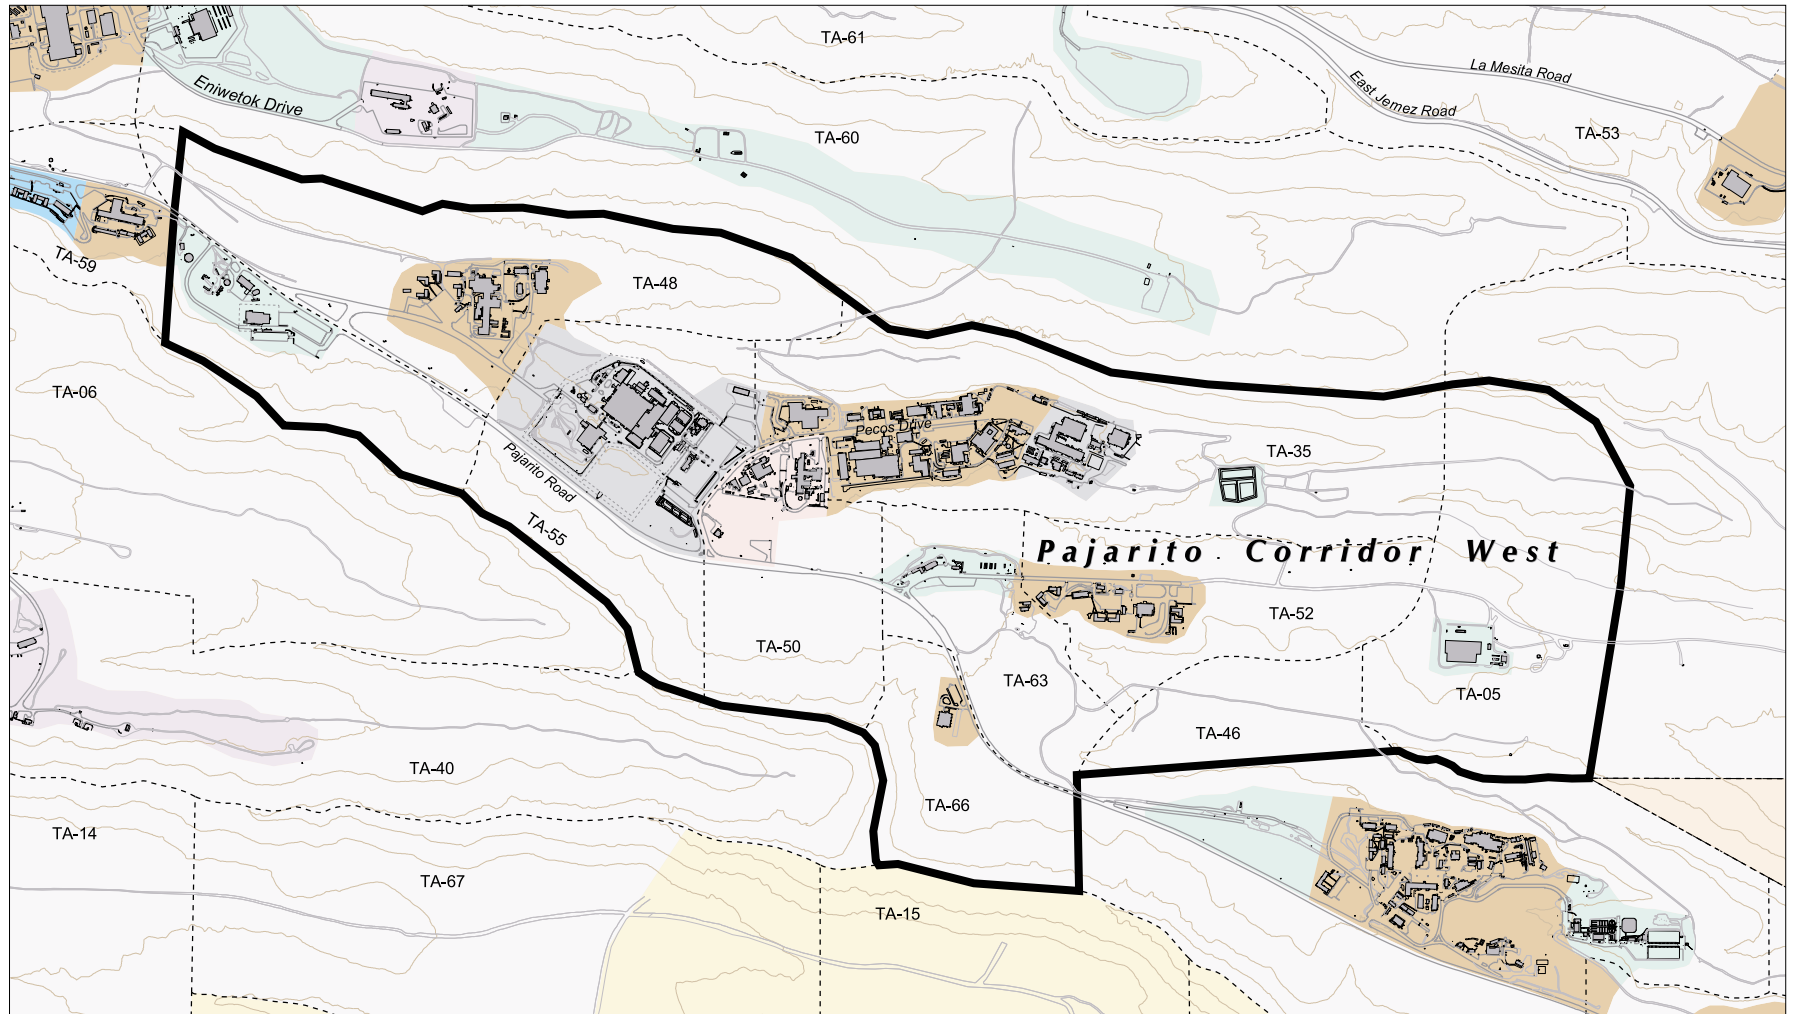 TA-61
La Mesita Road
East Jemez Road
Eniwetok Drive
TA-60
TA-53
TA-59
TA-48
TA-06
Pecos Drive
TA-35
Pajarito Road
TA-55
Pajarito Corridor West
TA-52
TA-50
TA-63
TA-05
TA-46
TA-40
TA-66
TA-14
TA-67
TA-15